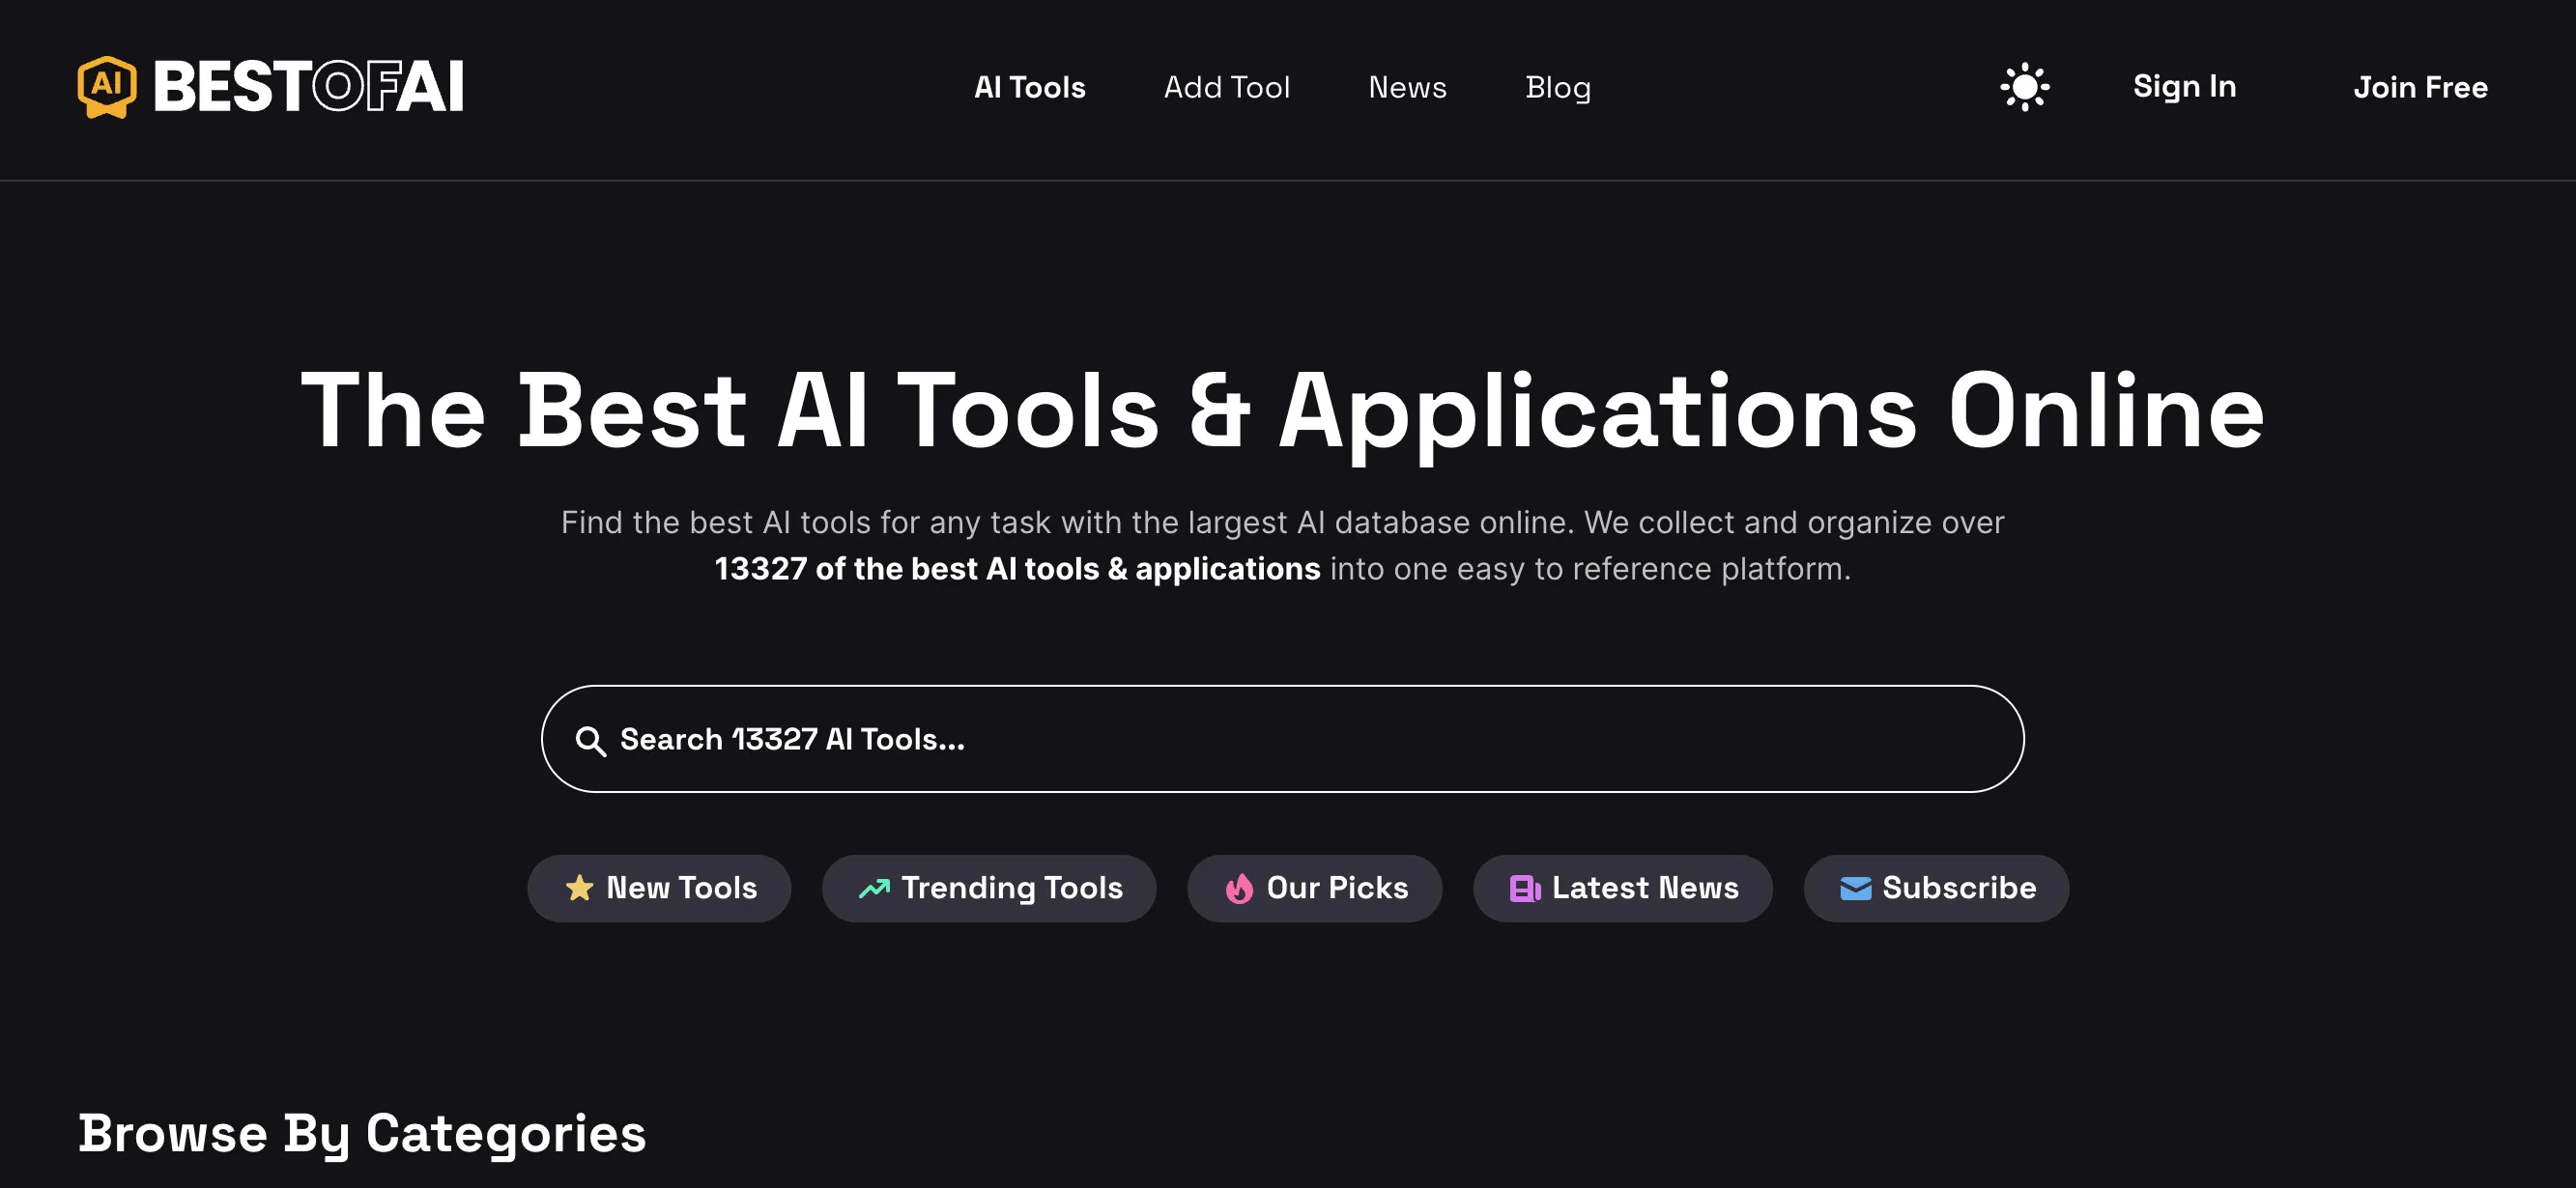 AI BESTOFAI
AI Tools Add Tool News Blog
Sign In Join Free
The Best AI Tools & Applications Online
Find the best AI tools for any task with the largest AI database online. We collect and organize over
13327 of the best AI tools & applications into one easy to reference platform.
Search 13327 AI Tools...
New Tools Trending Tools Our Picks Latest News Subscribe
Browse By Categories